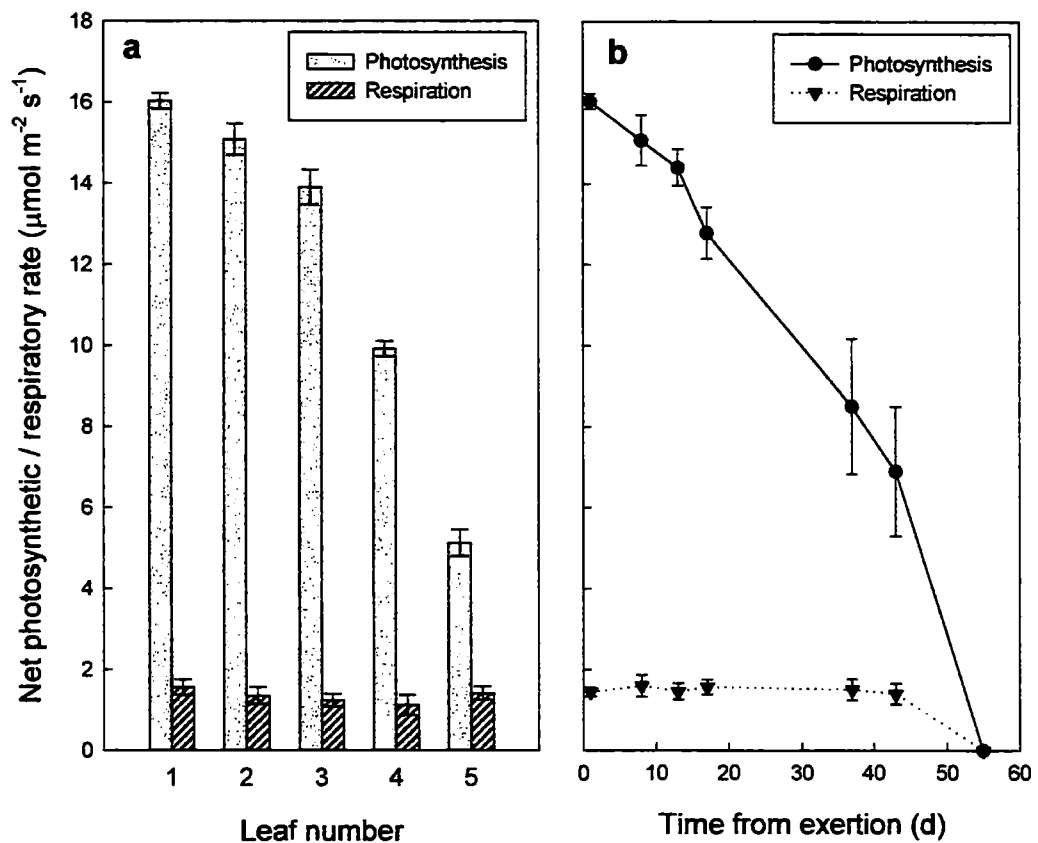 a
Photosynthesis
Respiration
Net photosynthetic / respiratory rate (μmol m⁻² s⁻¹)
18
16
14
12
10
8
6
4
2
0
1 2 3 4 5
Leaf number
b
Photosynthesis
Respiration
0 10 20 30 40 50 60
Time from exertion (d)